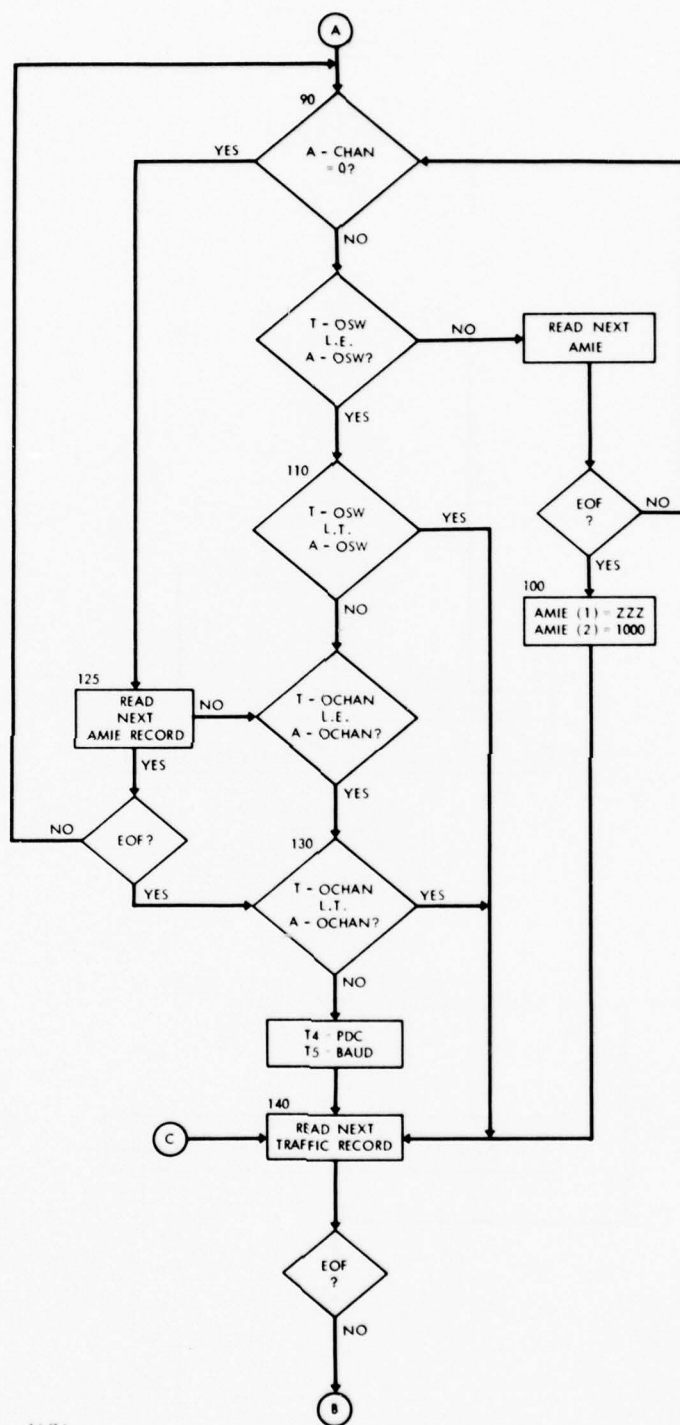 A
90
A - CHAN
= 0?
YES
NO
T - OSW
L.E.
A - OSW?
NO
READ NEXT
AMIE
YES
110
T - OSW
L.T.
A - OSW
YES
EOF
?
NO
YES
100
AMIE (1) = ZZZ
AMIE (2) = 1000
NO
125
READ
NEXT
AMIE RECORD
NO
T - OCHAN
L.E.
A - OCHAN?
YES
YES
NO
EOF?
YES
130
T - OCHAN
L.T.
A - OCHAN?
YES
NO
T4 - PDC
T5 - BAUD
140
C
READ NEXT
TRAFFIC RECORD
EOF
?
NO
B